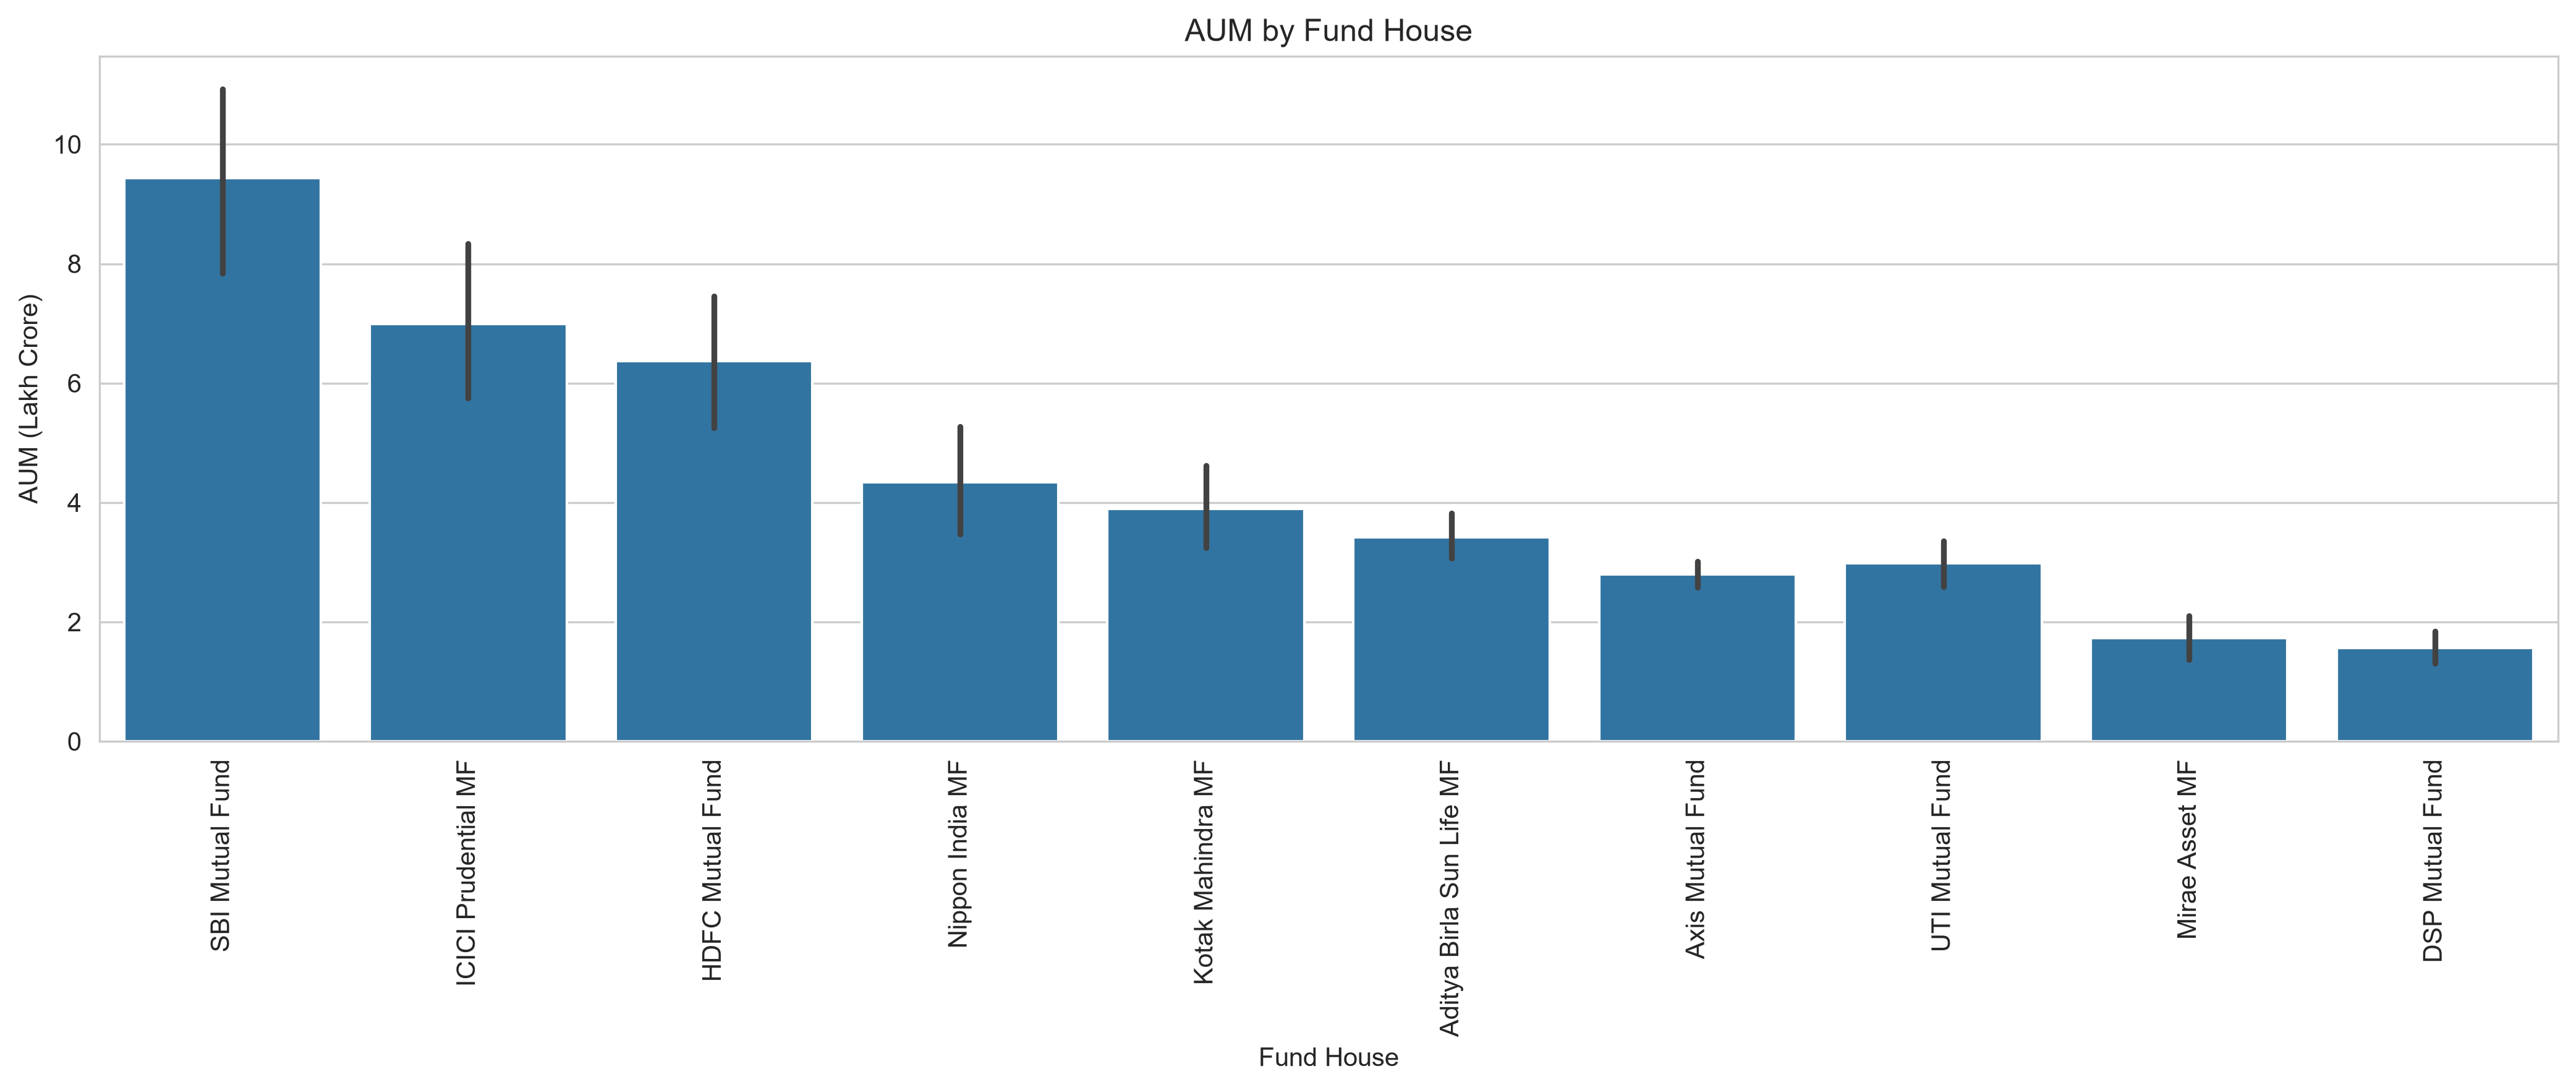 AUM by Fund House
AUM (Lakh Crore)
10
8
6
4
2
0
SBI Mutual Fund
ICICI Prudential MF
HDFC Mutual Fund
Nippon India MF
Kotak Mahindra MF
Aditya Birla Sun Life MF
Axis Mutual Fund
UTI Mutual Fund
Mirae Asset MF
DSP Mutual Fund
Fund House